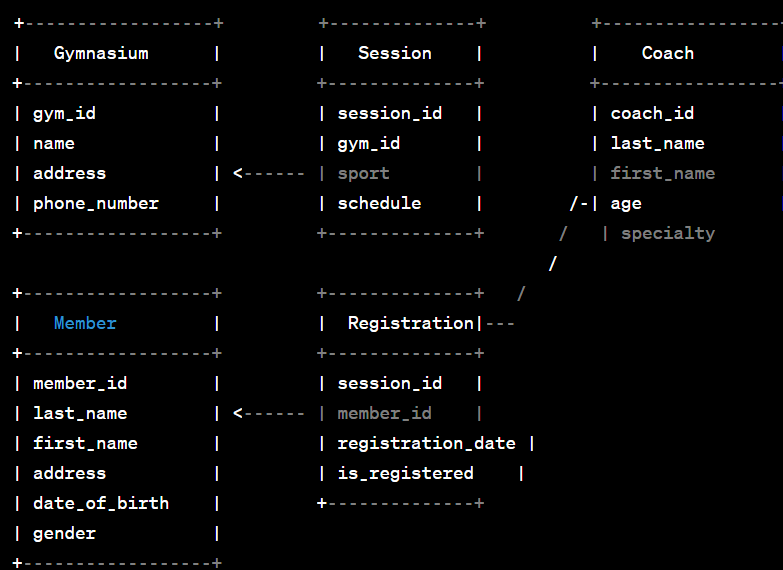 +------------------+         +--------------+          +------------------
|   Gymnasium      |         |   Session    |          |    Coach
+------------------+         +--------------+          +------------------
| gym_id           |         | session_id   |          | coach_id
| name             |         | gym_id       |          | last_name
| address          | <------ | sport        |          | first_name
| phone_number     |         | schedule     |        /-| age
+------------------+         +--------------+       /   | specialty
                                                   /
+------------------+         +--------------+   /
|   Member         |         |  Registration|---
+------------------+         +--------------+
| member_id        |         | session_id   |
| last_name        | <------ | member_id    |
| first_name       |         | registration_date |
| address          |         | is_registered    |
| date_of_birth    |         +--------------+
| gender           |
+------------------+